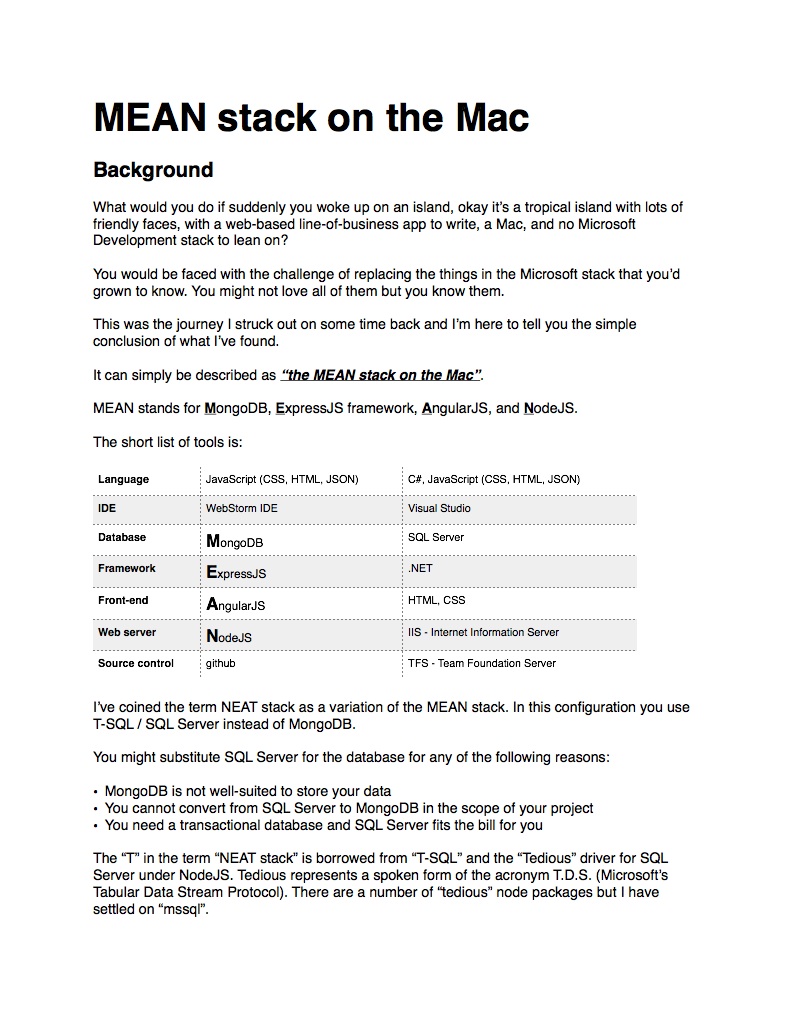 MEAN stack on the Mac
Background
What would you do if suddenly you woke up on an island, okay it’s a tropical island with lots of
friendly faces, with a web-based line-of-business app to write, a Mac, and no Microsoft
Development stack to lean on?
You would be faced with the challenge of replacing the things in the Microsoft stack that you’d
grown to know. You might not love all of them but you know them.
This was the journey I struck out on some time back and I’m here to tell you the simple
conclusion of what I’ve found.
It can simply be described as “the MEAN stack on the Mac”.
MEAN stands for MongoDB, ExpressJS framework, AngularJS, and NodeJS.
The short list of tools is:
Language JavaScript (CSS, HTML, JSON) C#, JavaScript (CSS, HTML, JSON)
IDE WebStorm IDE Visual Studio
Database MongoDB SQL Server
Framework ExpressJS .NET
Front-end AngularJS HTML, CSS
Web server NodeJS IIS - Internet Information Server
Source control github TFS - Team Foundation Server
I’ve coined the term NEAT stack as a variation of the MEAN stack. In this configuration you use
T-SQL / SQL Server instead of MongoDB.
You might substitute SQL Server for the database for any of the following reasons:
• MongoDB is not well-suited to store your data
• You cannot convert from SQL Server to MongoDB in the scope of your project
• You need a transactional database and SQL Server fits the bill for you
The “T” in the term “NEAT stack” is borrowed from “T-SQL” and the “Tedious” driver for SQL
Server under NodeJS. Tedious represents a spoken form of the acronym T.D.S. (Microsoft’s
Tabular Data Stream Protocol). There are a number of “tedious” node packages but I have
settled on “mssql”.